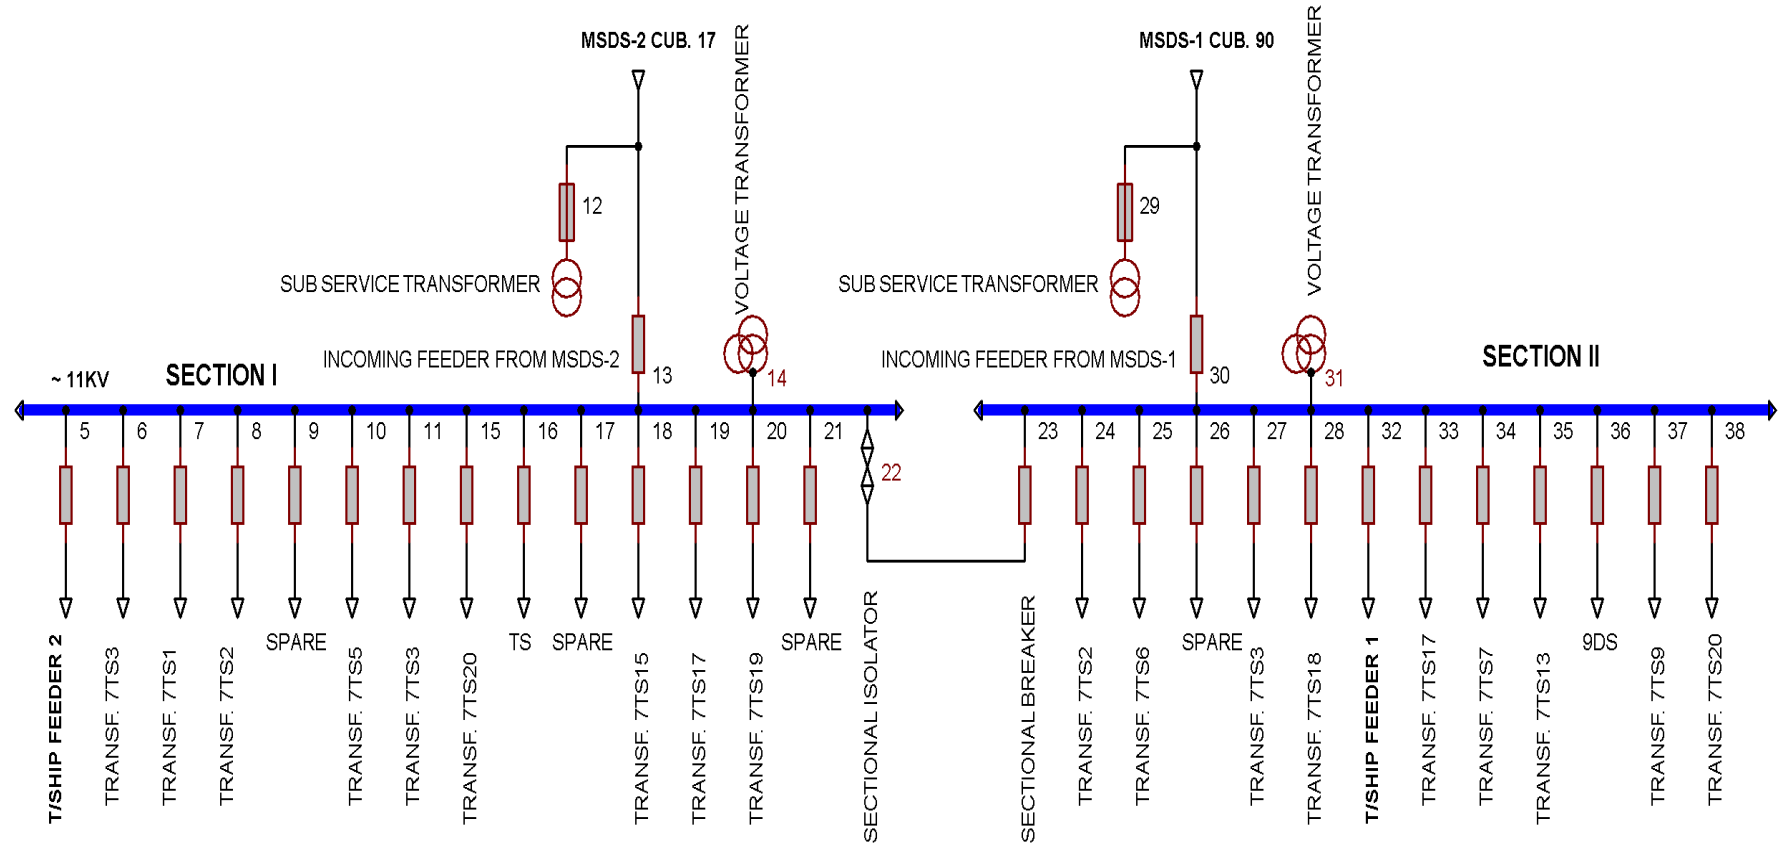 MSDS-2 CUB. 17
VOLTAGE TRANSFORMER
MSDS-1 CUB. 90
VOLTAGE TRANSFORMER
12
29
SUB SERVICE TRANSFORMER
SUB SERVICE TRANSFORMER
INCOMING FEEDER FROM MSDS-2
13
14
INCOMING FEEDER FROM MSDS-1
30
31
~ 11KV
SECTION I
SECTION II
5
6
7
8
9
10
11
15
16
17
18
19
20
21
22
23
24
25
26
27
28
32
33
34
35
36
37
38
T/SHIP FEEDER 2
TRANSF. 7TS3
TRANSF. 7TS1
TRANSF. 7TS2
SPARE
TRANSF. 7TS5
TRANSF. 7TS3
TRANSF. 7TS20
TS
SPARE
TRANSF. 7TS15
TRANSF. 7TS17
TRANSF. 7TS19
SPARE
SECTIONAL ISOLATOR
SECTIONAL BREAKER
TRANSF. 7TS2
TRANSF. 7TS6
SPARE
TRANSF. 7TS3
TRANSF. 7TS18
T/SHIP FEEDER 1
TRANSF. 7TS17
TRANSF. 7TS7
TRANSF. 7TS13
9DS
TRANSF. 7TS9
TRANSF. 7TS20